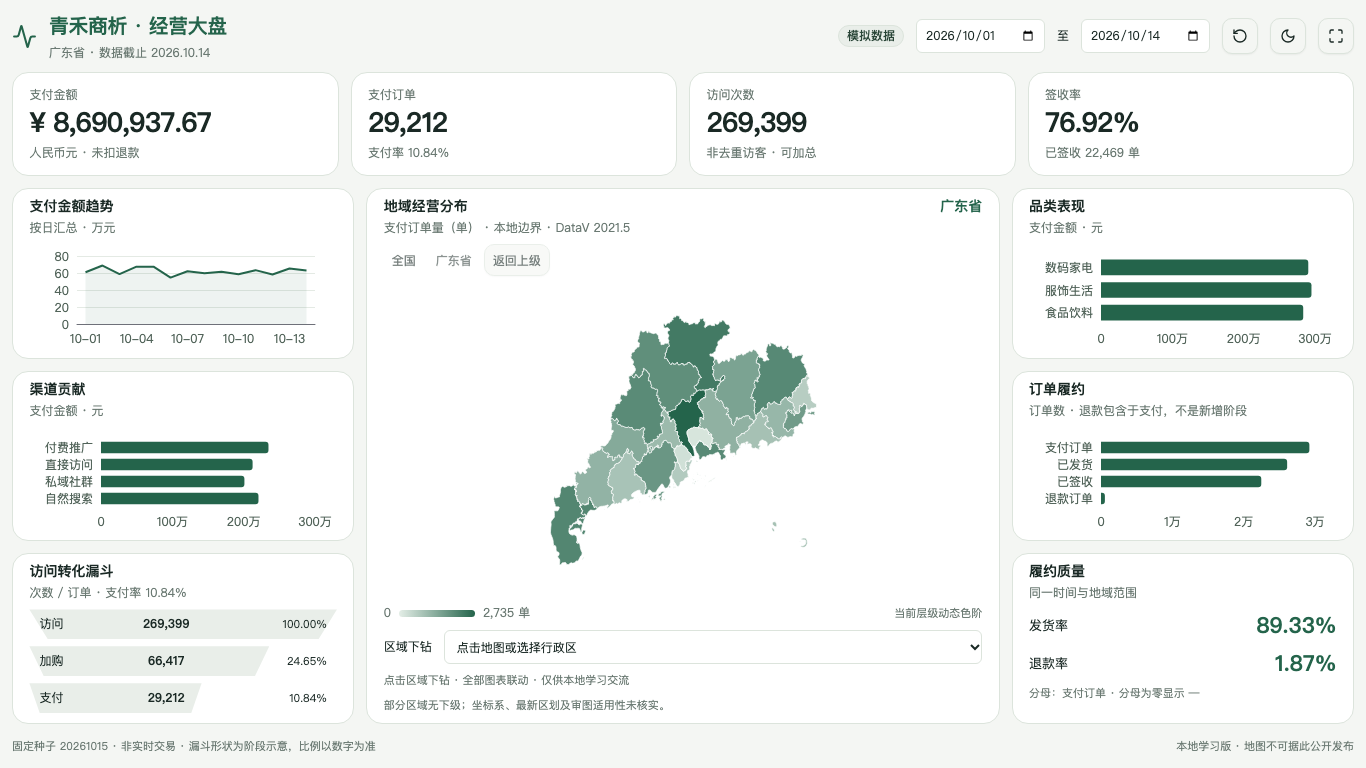 青禾商析 · 经营大盘
广东省 · 数据截止 2026.10.14
模拟数据
2026/10/01
至
2026/10/14
支付金额
¥ 8,690,937.67
人民币元 · 未扣退款
支付订单
29,212
支付率 10.84%
访问次数
269,399
非去重访客 · 可加总
签收率
76.92%
已签收 22,469 单
支付金额趋势
按日汇总 · 万元
80
60
40
20
0
10-01 10-04 10-07 10-10 10-13
渠道贡献
支付金额 · 元
付费推广
直接访问
私域社群
自然搜索
0 100万 200万 300万
访问转化漏斗
次数 / 订单 · 支付率 10.84%
访问 269,399 100.00%
加购 66,417 24.65%
支付 29,212 10.84%
地域经营分布
广东省
支付订单量（单） · 本地边界 · DataV 2021.5
全国 广东省 返回上级
0 2,735 单
当前层级动态色阶
区域下钻 点击地图或选择行政区
点击区域下钻 · 全部图表联动 · 仅供本地学习交流
部分区域无下级；坐标系、最新区划及审图适用性未核实。
品类表现
支付金额 · 元
数码家电
服饰生活
食品饮料
0 100万 200万 300万
订单履约
订单数 · 退款包含于支付，不是新增阶段
支付订单
已发货
已签收
退款订单
0 1万 2万 3万
履约质量
同一时间与地域范围
发货率 89.33%
退款率 1.87%
分母：支付订单 · 分母为零显示 —
固定种子 20261015 · 非实时交易 · 漏斗形状为阶段示意，比例以数字为准
本地学习版 · 地图不可据此公开发布